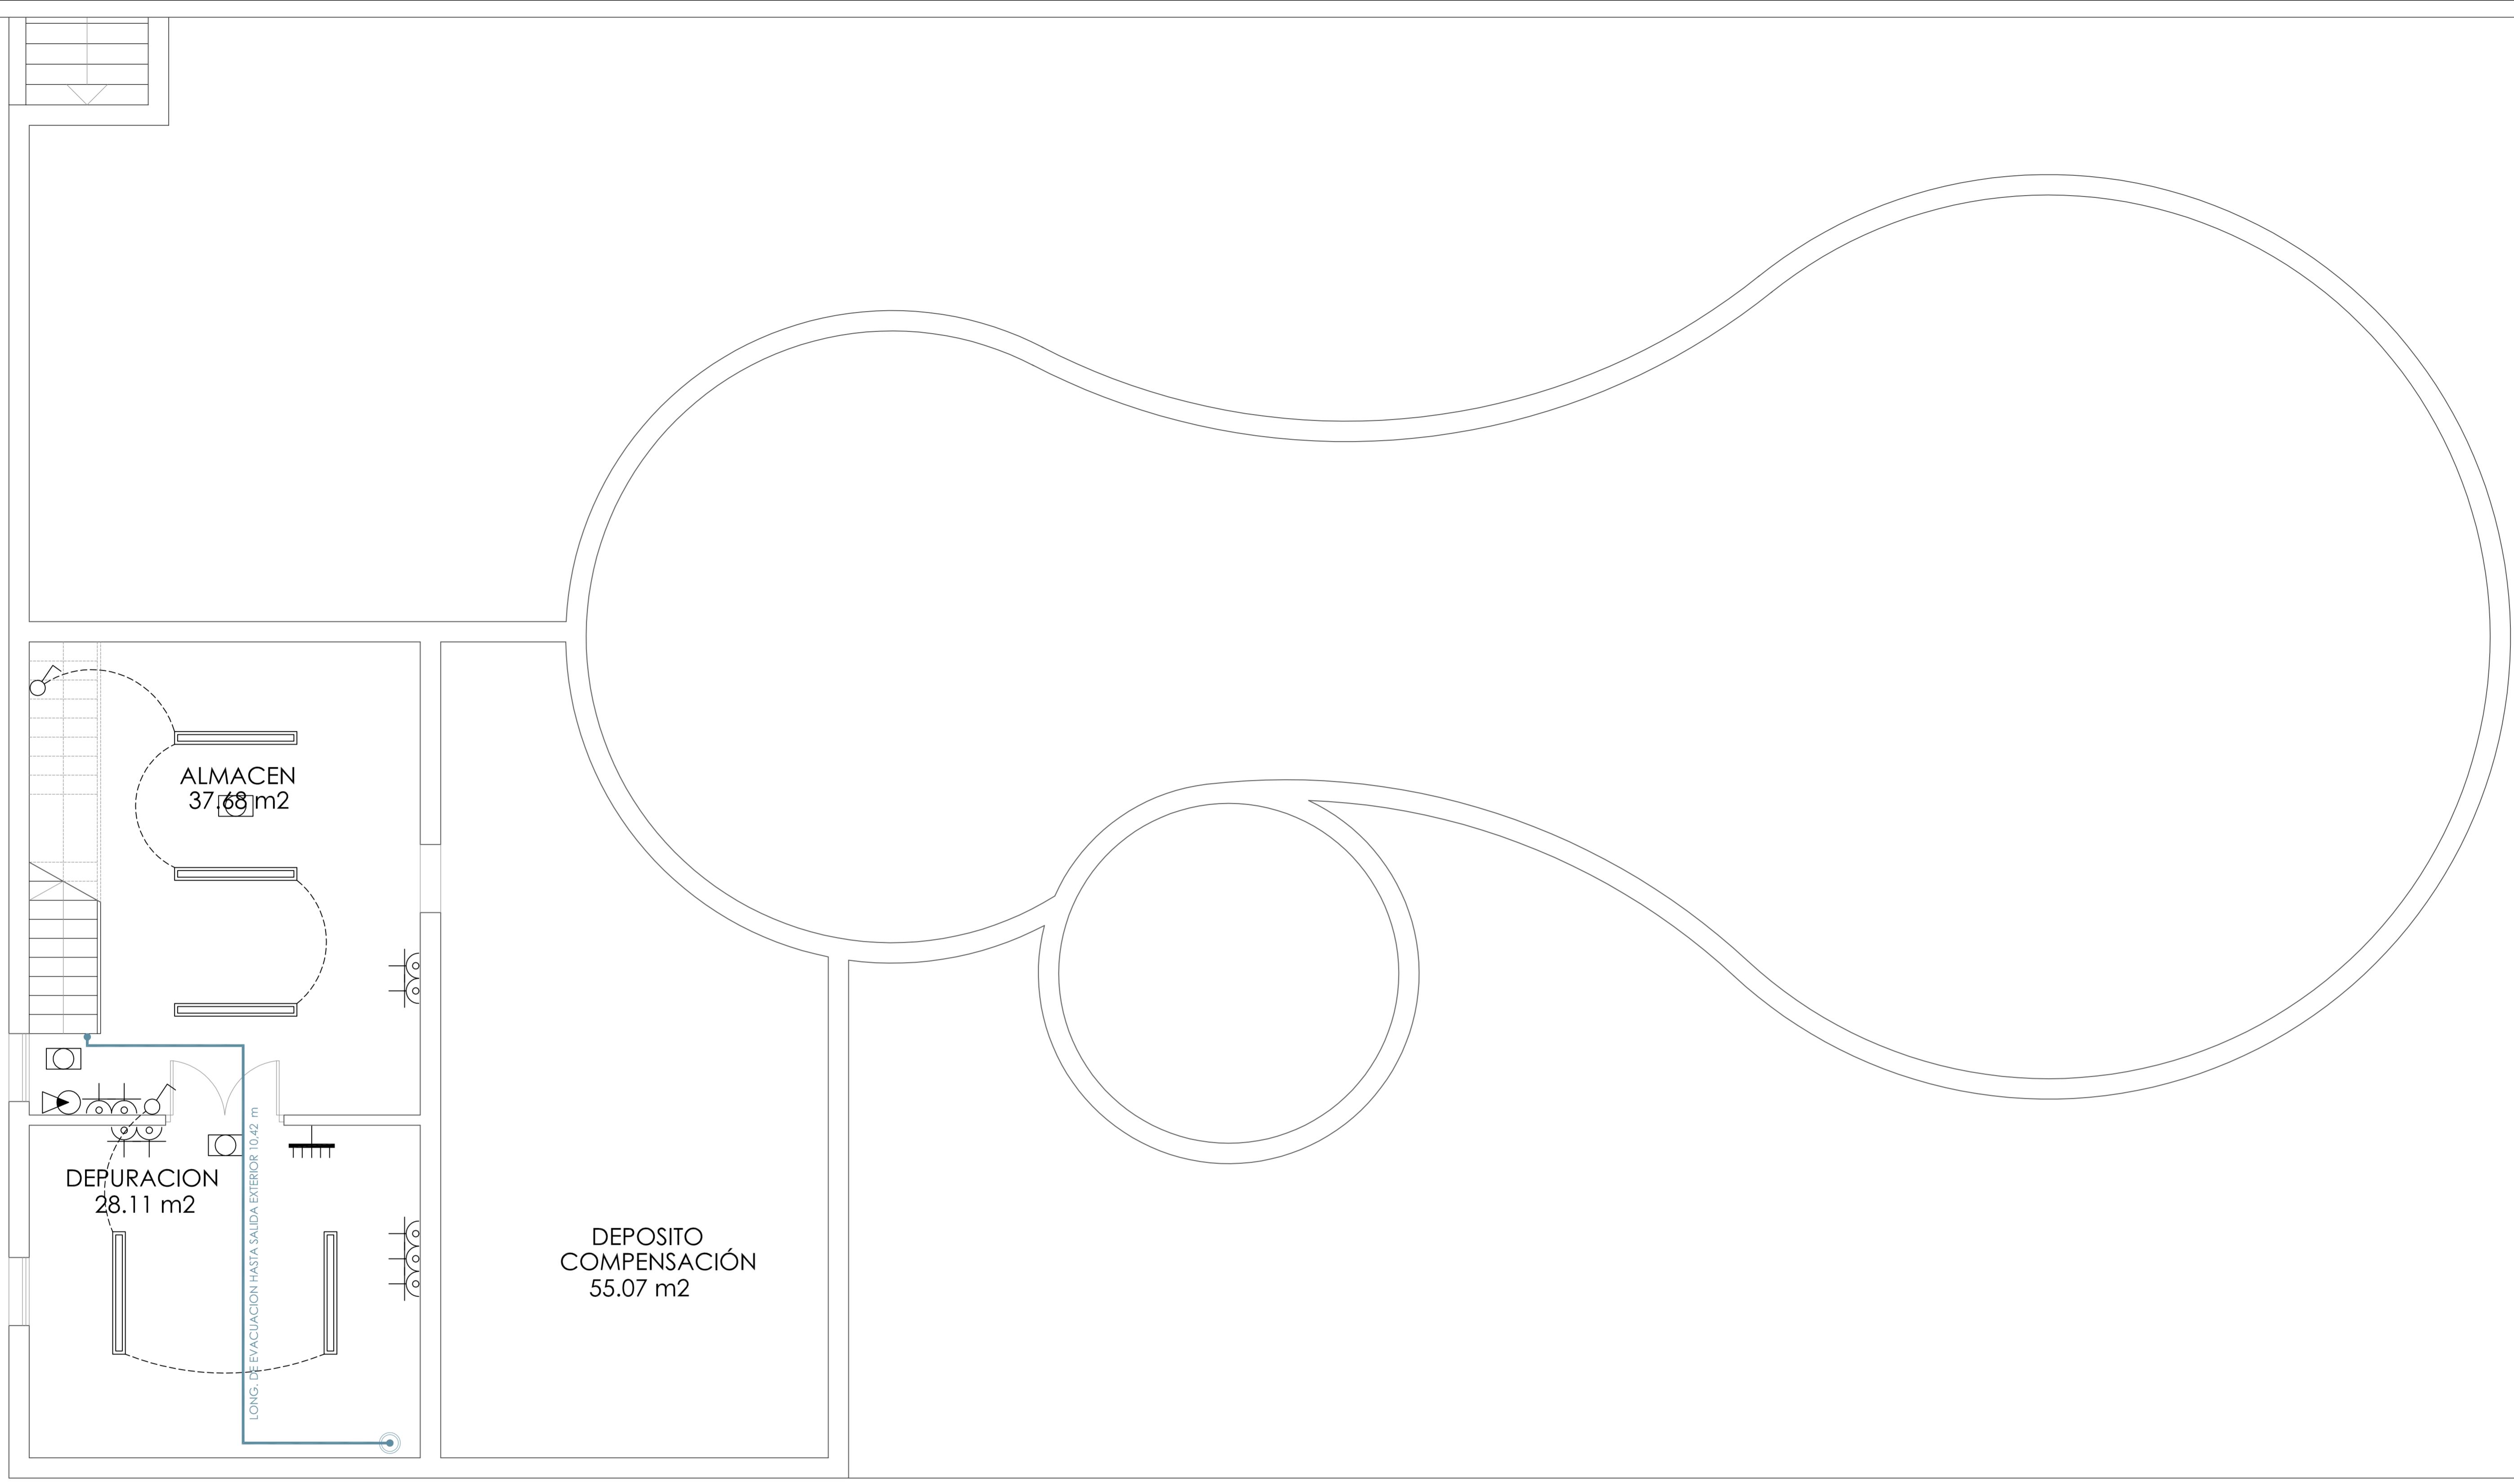 ALMACEN
37.68 m2
DEPURACION
28.11 m2
LONG. DE EVACUACION HASTA SALIDA EXTERIOR 10,42 m
DEPOSITO
COMPENSACIÓN
55.07 m2